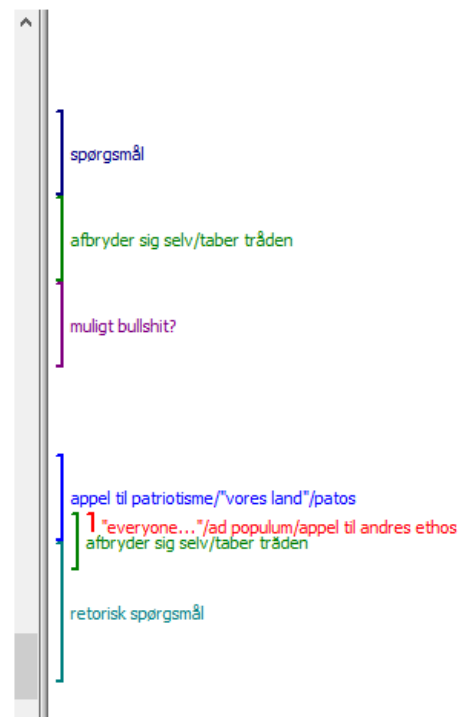 spørgsmål
afbryder sig selv/taber tråden
muligt bullshit?
appel til patriotisme/"vores land"/patos
"everyone..."/ad populum/appel til andres ethos
afbryder sig selv/taber tråden
retorisk spørgsmål